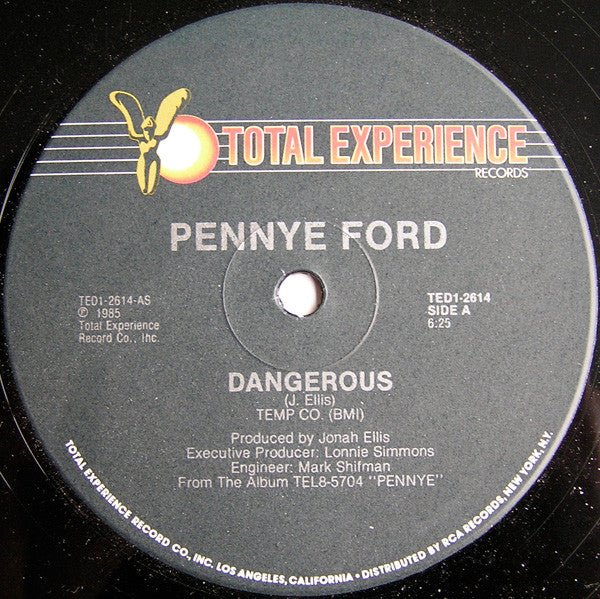 TOTAL EXPERIENCE
RECORDS
PENNYE FORD
TED1-2614-AS
℗ 1985
Total Experience
Record Co., Inc.
TED1-2614
SIDE A
6:25
DANGEROUS
(J. Ellis)
TEMP CO. (BMI)
Produced by Jonah Ellis
Executive Producer: Lonnie Simmons
Engineer: Mark Shifman
From The Album TEL8-5704 "PENNYE"
TOTAL EXPERIENCE RECORD CO., INC. LOS ANGELES, CALIFORNIA • DISTRIBUTED BY RCA RECORDS, NEW YORK, N.Y.